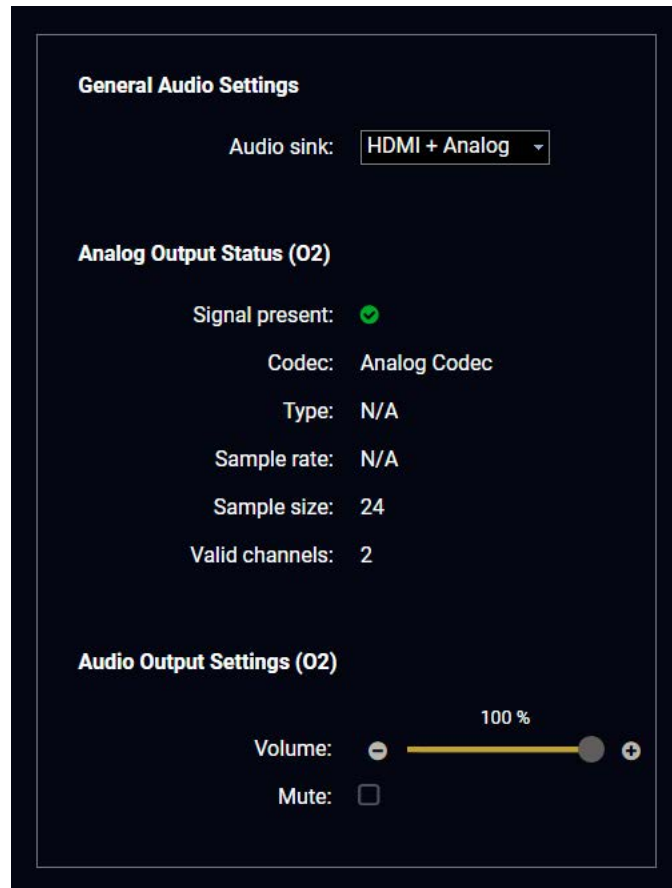 General Audio Settings
Audio sink: HDMI + Analog
Analog Output Status (O2)
Signal present:
Codec: Analog Codec
Type: N/A
Sample rate: N/A
Sample size: 24
Valid channels: 2
Audio Output Settings (O2)
100 %
Volume:
Mute: